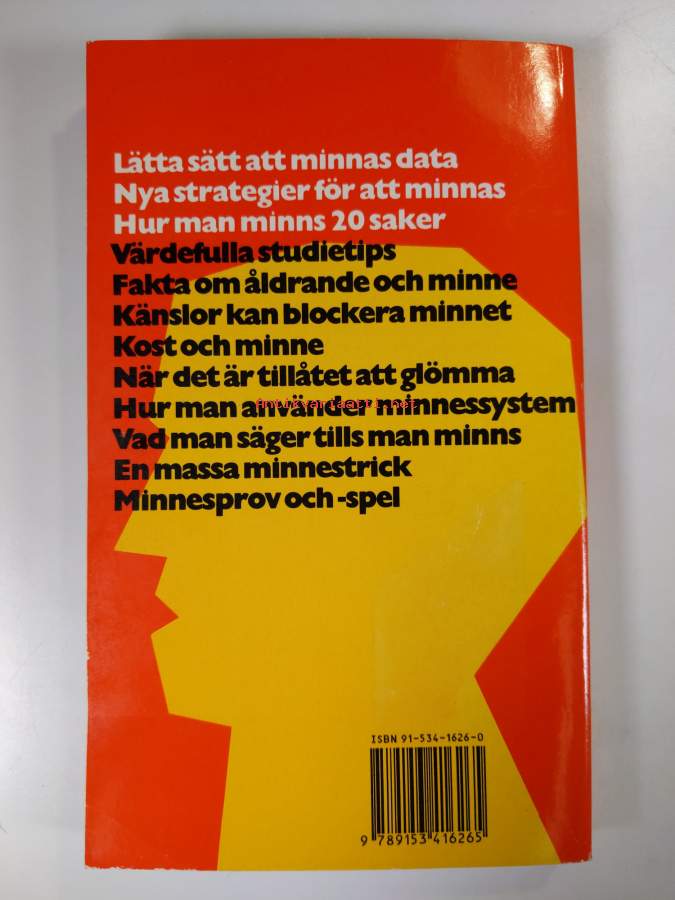 Lätta sätt att minnas data
Nya strategier för att minnas
Hur man minns 20 saker
Värdefulla studietips
Fakta om åldrande och minne
Känslor kan blockera minnet
Kost och minne
När det är tillåtet att glömma
Hur man använder minnessystem
Antikvariaatti.net
Vad man säger tills man minns
En massa minnestrick
Minnesprov och -spel
ISBN 91-534-1626-0
9 789153 416265